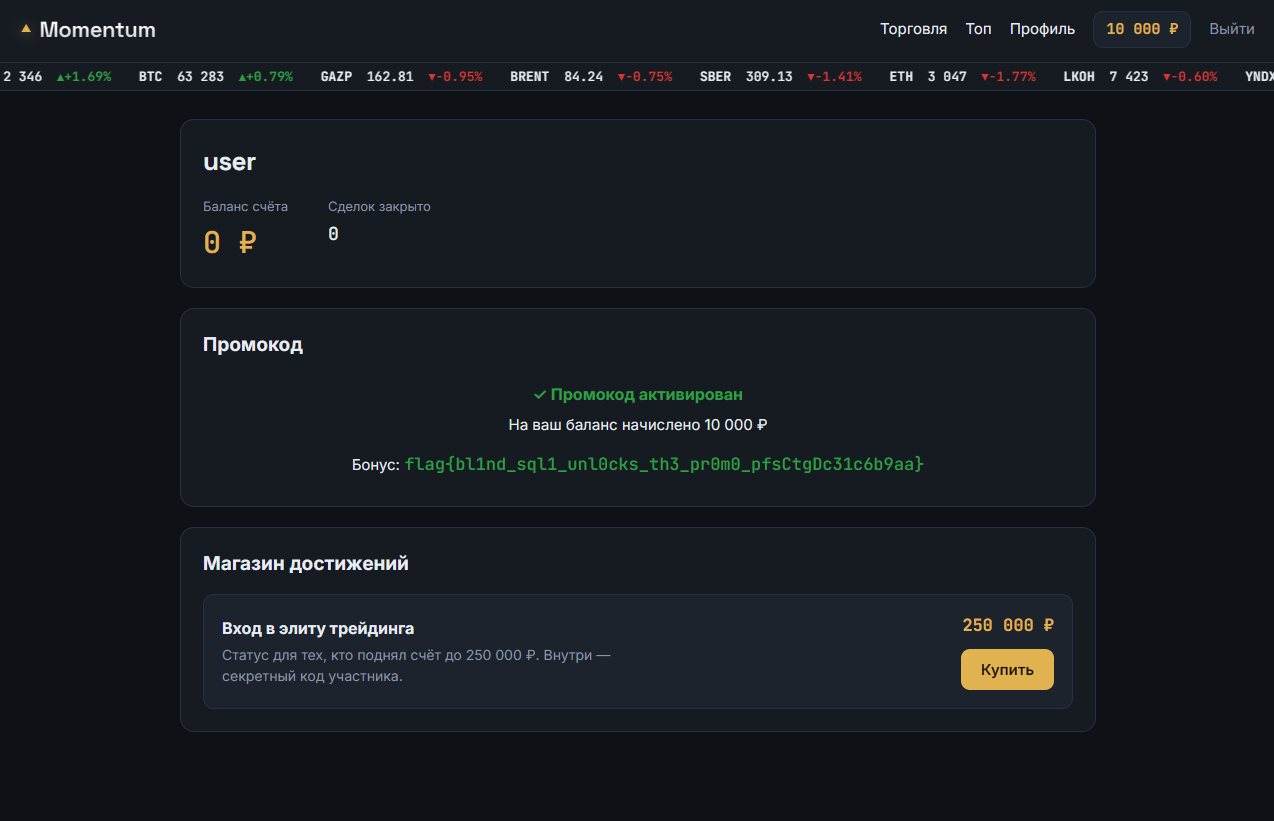 Momentum Торговля Топ Профиль 10 000 ₽ Выйти
2 346 ▲+1.69% BTC 63 283 ▲+0.79% GAZP 162.81 ▼-0.95% BRENT 84.24 ▼-0.75% SBER 309.13 ▼-1.41% ETH 3 047 ▼-1.77% LKOH 7 423 ▼-0.60% YNDX
user
Баланс счёта Сделок закрыто
0 ₽ 0
Промокод
✓ Промокод активирован
На ваш баланс начислено 10 000 ₽
Бонус: flag{bl1nd_sql1_unl0cks_th3_pr0m0_pfsCtgDc31c6b9aa}
Магазин достижений
Вход в элиту трейдинга 250 000 ₽
Статус для тех, кто поднял счёт до 250 000 ₽. Внутри —
секретный код участника.
Купить